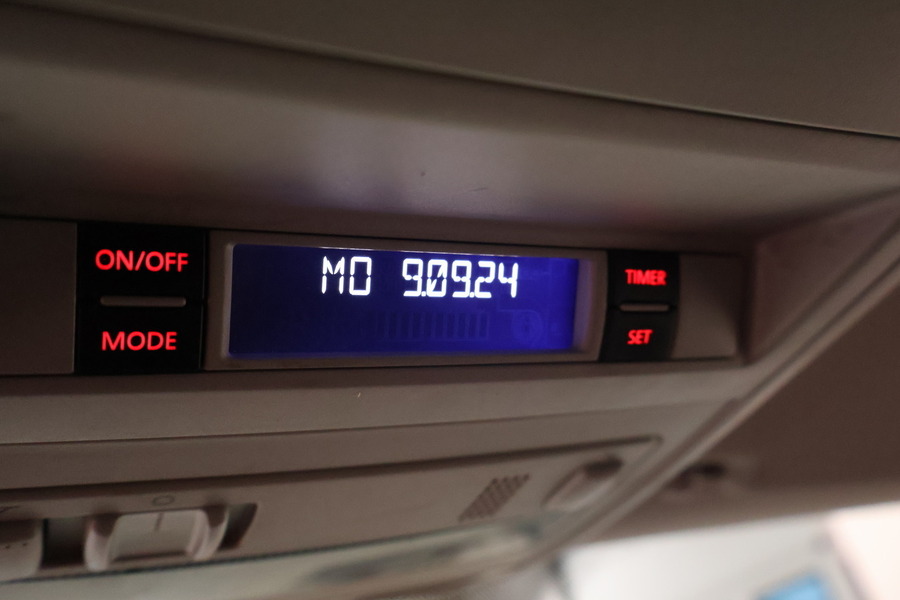 ON/OFF
MODE
MO 9.09.24
TIMER
SET